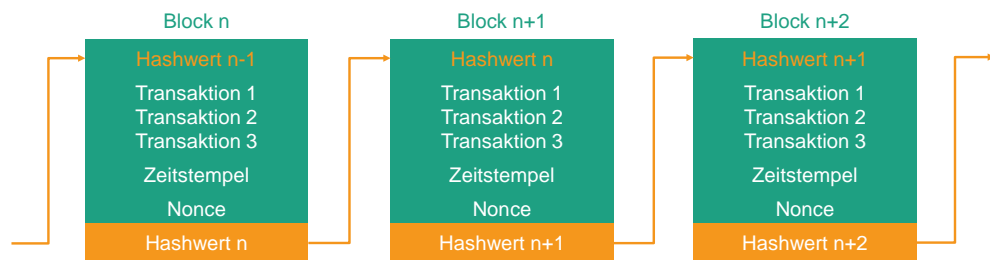 Block n
Hashwert n-1
Transaktion 1
Transaktion 2
Transaktion 3
Zeitstempel
Nonce
Hashwert n
Block n+1
Hashwert n
Transaktion 1
Transaktion 2
Transaktion 3
Zeitstempel
Nonce
Hashwert n+1
Block n+2
Hashwert n+1
Transaktion 1
Transaktion 2
Transaktion 3
Zeitstempel
Nonce
Hashwert n+2